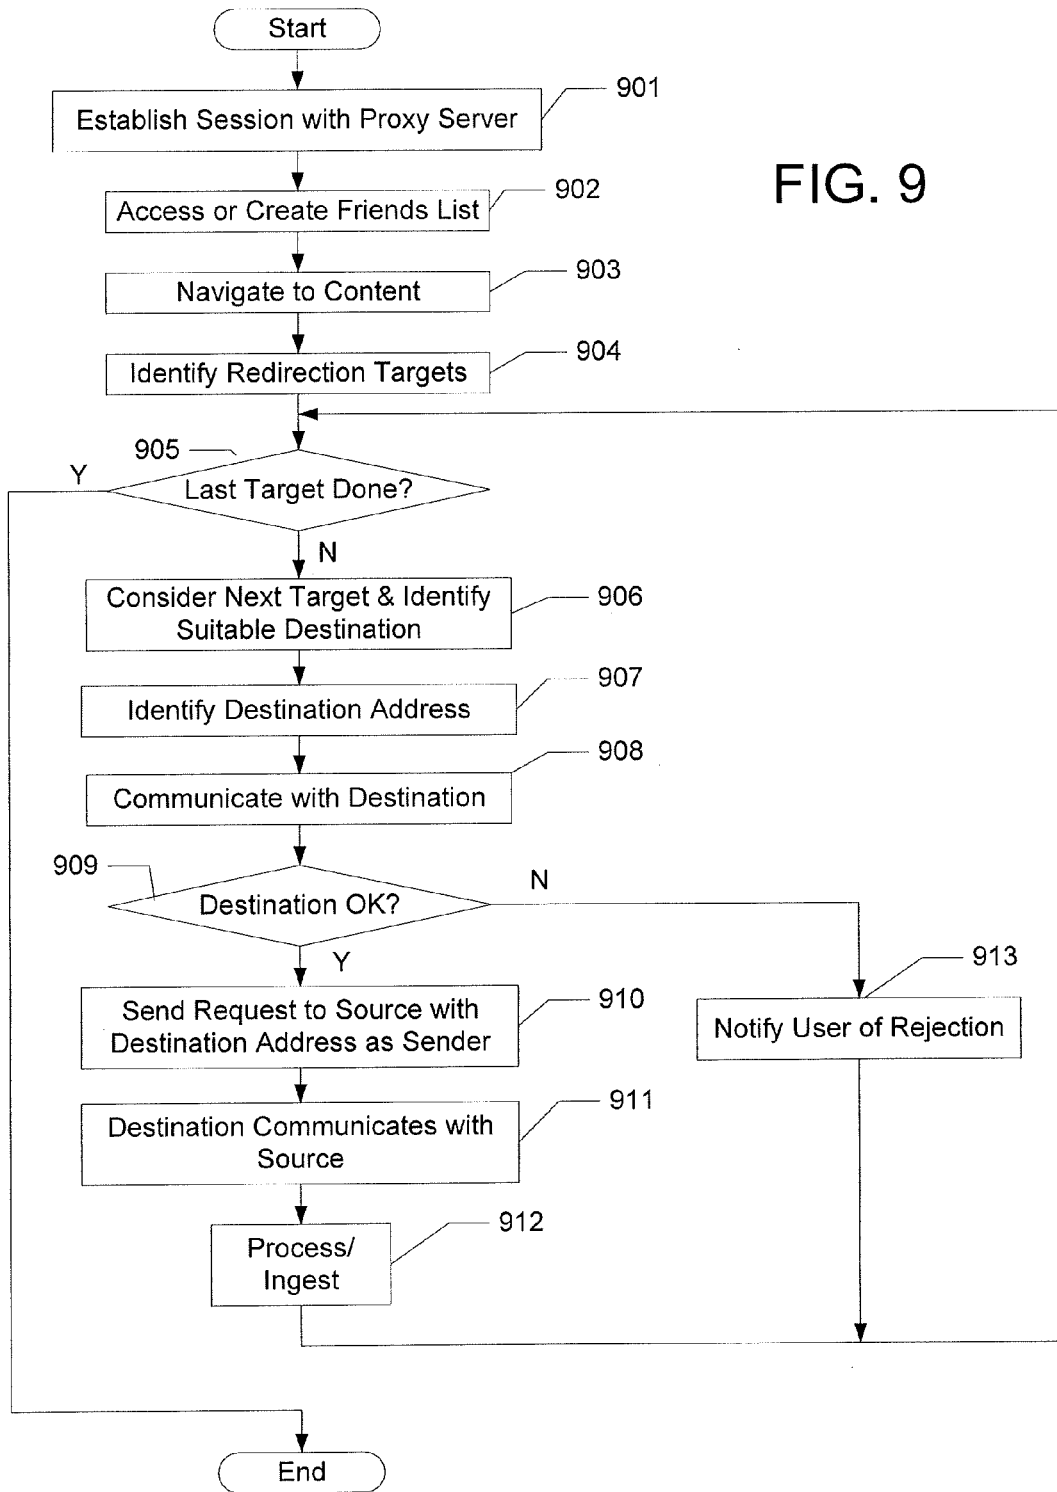 Start
901
Establish Session with Proxy Server
FIG. 9
902
Access or Create Friends List
903
Navigate to Content
904
Identify Redirection Targets
905
Y
Last Target Done?
N
Consider Next Target & Identify
Suitable Destination
906
907
Identify Destination Address
908
Communicate with Destination
909
N
Destination OK?
Y
913
Send Request to Source with
Destination Address as Sender
910
Notify User of Rejection
911
Destination Communicates with
Source
912
Process/
Ingest
End